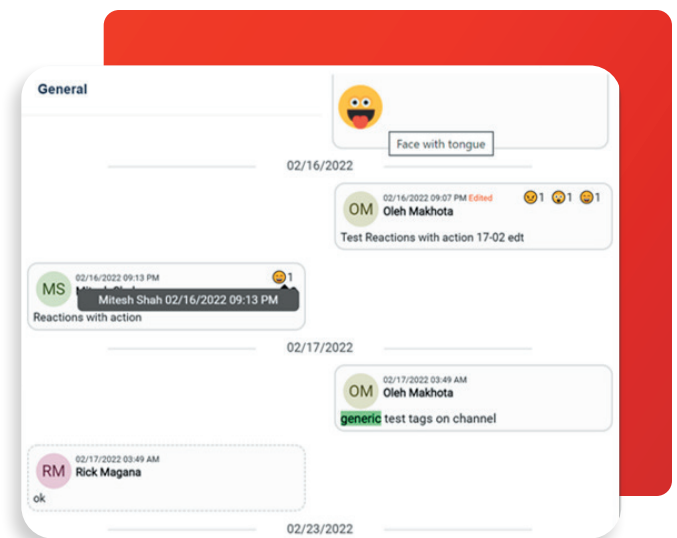 General
Face with tongue
02/16/2022
02/16/2022 09:07 PM Edited
1 1 1
OM
Oleh Makhota
Test Reactions with action 17-02 edt
02/16/2022 09:13 PM
1
MS
Mitesh Shah 02/16/2022 09:13 PM
Reactions with action
02/17/2022
02/17/2022 03:49 AM
OM
Oleh Makhota
generic test tags on channel
02/17/2022 03:49 AM
RM
Rick Magana
ok
02/23/2022